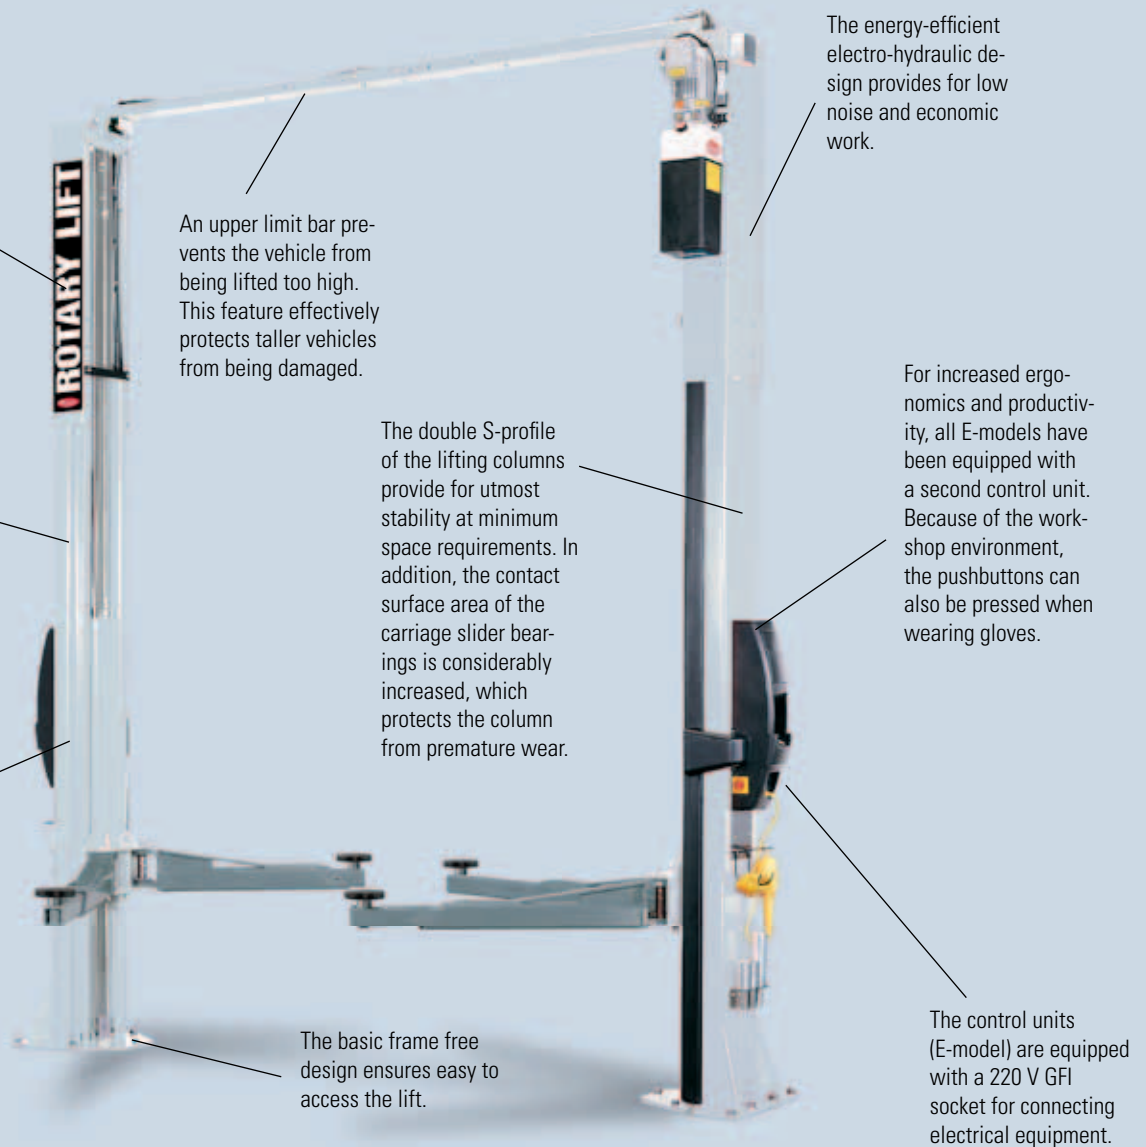 The energy-efficient
electro-hydraulic de-
sign provides for low
noise and economic
work.
ROTARY LIFT
An upper limit bar pre-
vents the vehicle from
being lifted too high.
This feature effectively
protects taller vehicles
from being damaged.
For increased ergo-
nomics and productiv-
ity, all E-models have
been equipped with
a second control unit.
Because of the work-
shop environment,
the pushbuttons can
also be pressed when
wearing gloves.
The double S-profile
of the lifting columns
provide for utmost
stability at minimum
space requirements. In
addition, the contact
surface area of the
carriage slider bear-
ings is considerably
increased, which
protects the column
from premature wear.
The basic frame free
design ensures easy to
access the lift.
The control units
(E-model) are equipped
with a 220 V GFI
socket for connecting
electrical equipment.